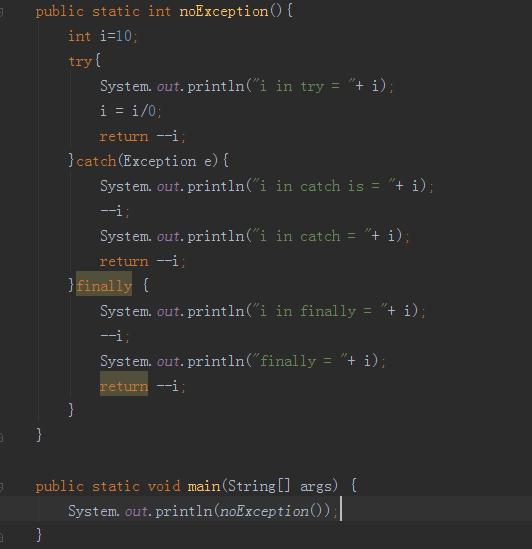 public static int noException(){
int i=10;
try{
System.out.println("i in try = "+ i);
i = i/0;
return --i;
}catch(Exception e){
System.out.println("i in catch is = "+ i);
--i;
System.out.println("i in catch = "+ i);
return --i;
}finally {
System.out.println("i in finally = "+ i);
--i;
System.out.println("finally = "+ i);
return --i;
}
}
public static void main(String[] args) {
System.out.println(noException());
}